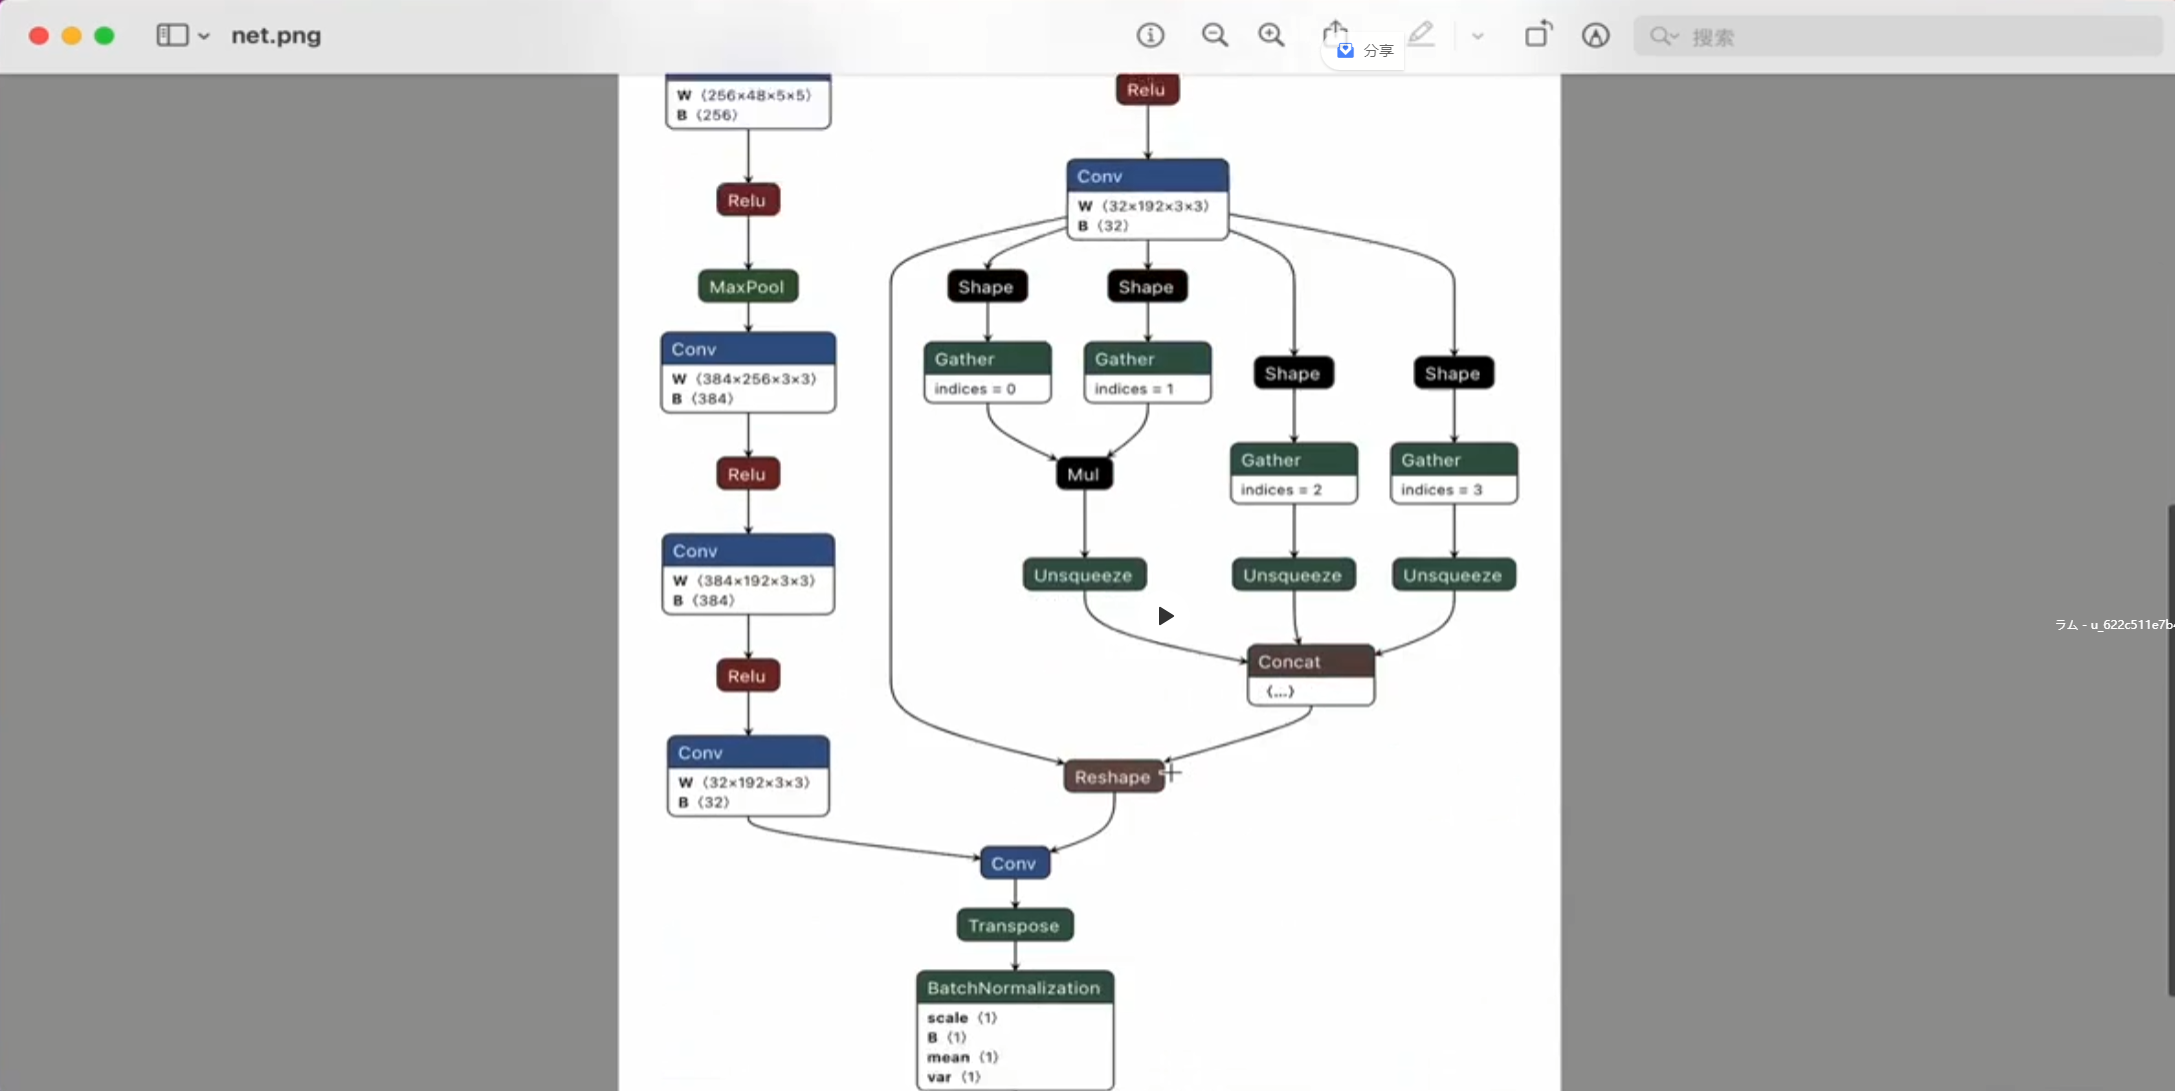 net.png
分享
搜索
W ⟨256×48×5×5⟩
B ⟨256⟩
Relu
MaxPool
Conv
W ⟨384×256×3×3⟩
B ⟨384⟩
Relu
Conv
W ⟨384×192×3×3⟩
B ⟨384⟩
Relu
Conv
W ⟨32×192×3×3⟩
B ⟨32⟩
Relu
Conv
W ⟨32×192×3×3⟩
B ⟨32⟩
Shape
Shape
Shape
Shape
Gather
indices = 0
Gather
indices = 1
Gather
indices = 2
Gather
indices = 3
Mul
Unsqueeze
Unsqueeze
Unsqueeze
Concat
⟨...⟩
Reshape
Conv
Transpose
BatchNormalization
scale ⟨1⟩
B ⟨1⟩
mean ⟨1⟩
var ⟨1⟩
ラム - u_622c511e7b